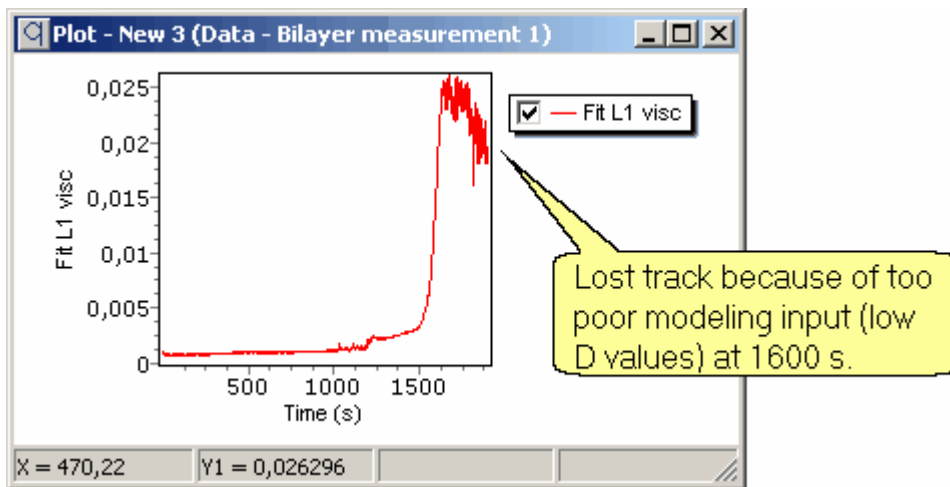 Plot - New 3 (Data - Bilayer measurement 1)
0,025
0,02
0,015
0,01
0,005
0
Fit L1 visc
500 1000 1500
Time (s)
Fit L1 visc
Lost track because of too
poor modeling input (low
D values) at 1600 s.
X = 470,22 Y1 = 0,026296